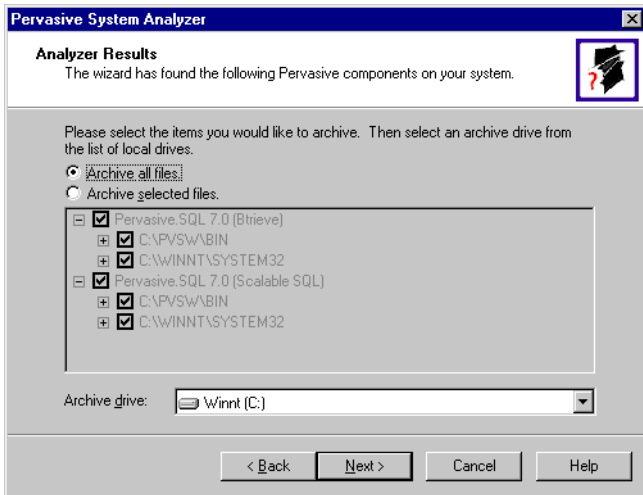 Pervasive System Analyzer
Analyzer Results
The wizard has found the following Pervasive components on your system.
?
Please select the items you would like to archive.  Then select an archive drive from
the list of local drives.
Archive all files.
Archive selected files.
Pervasive.SQL 7.0 (Btrieve)
C:\PVSW\BIN
C:\WINNT\SYSTEM32
Pervasive.SQL 7.0 (Scalable SQL)
C:\PVSW\BIN
C:\WINNT\SYSTEM32
Archive drive: Winnt (C:)
< Back Next > Cancel Help